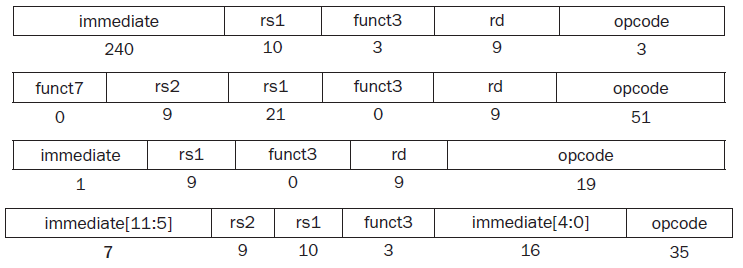 immediate rs1 funct3 rd opcode
240 10 3 9 3
funct7 rs2 rs1 funct3 rd opcode
0 9 21 0 9 51
immediate rs1 funct3 rd opcode
1 9 0 9 19
immediate[11:5] rs2 rs1 funct3 immediate[4:0] opcode
7 9 10 3 16 35